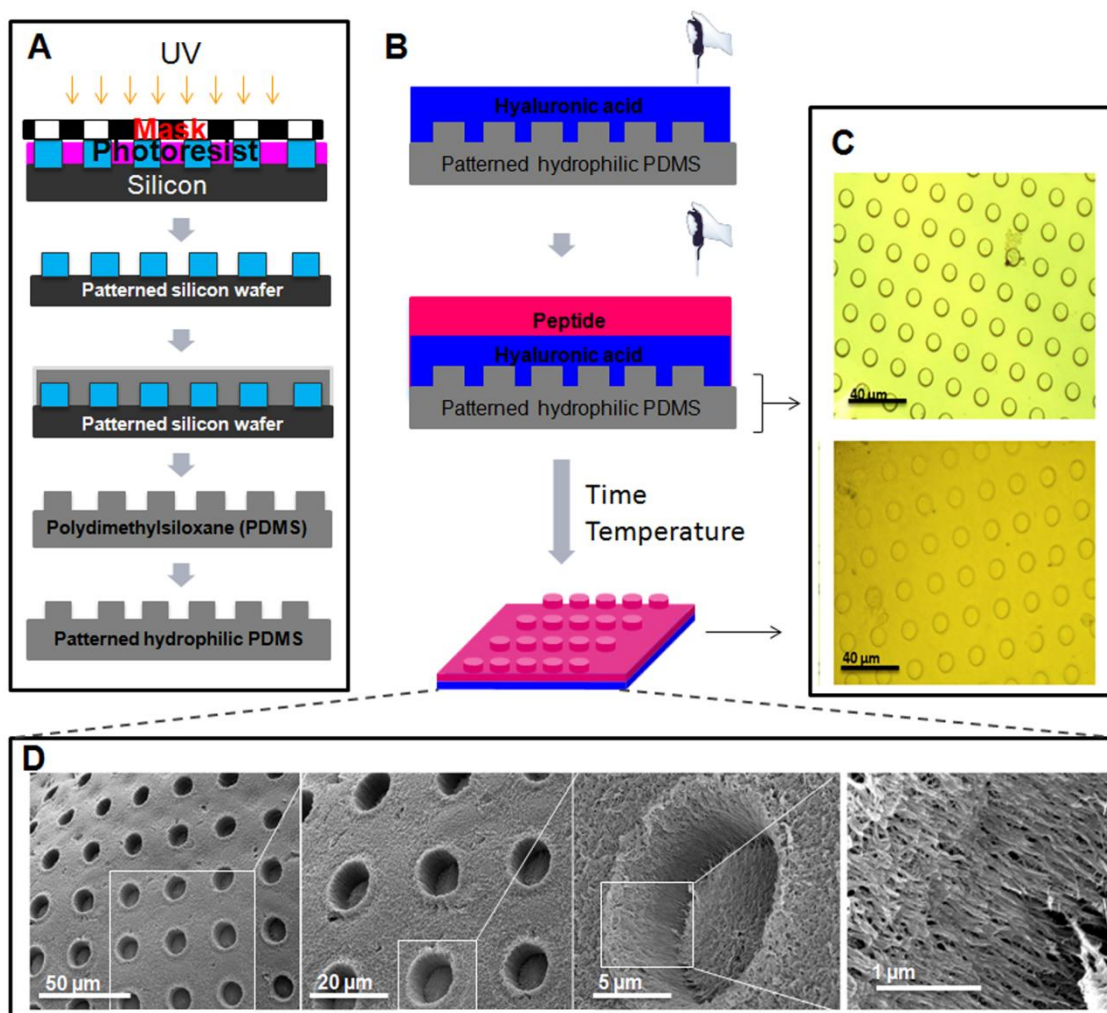 A
UV
Mask
Photoresist
Silicon
Patterned silicon wafer
Patterned silicon wafer
Polydimethylsiloxane (PDMS)
Patterned hydrophilic PDMS
B
Hyaluronic acid
Patterned hydrophilic PDMS
Peptide
Hyaluronic acid
Patterned hydrophilic PDMS
Time
Temperature
C
40 µm
40 µm
D
50 µm
20 µm
5 µm
1 µm